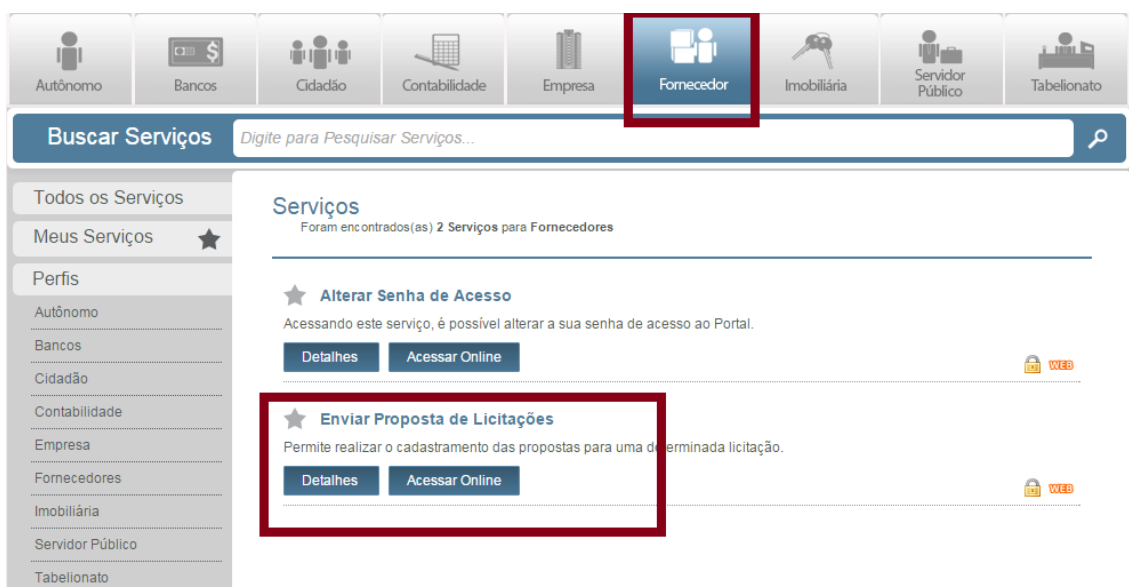 Autônomo
Bancos
Cidadão
Contabilidade
Empresa
Fornecedor
Imobiliária
Servidor
Público
Tabelionato
Buscar Serviços
Digite para Pesquisar Serviços...
Todos os Serviços
Meus Serviços
Perfis
Autônomo
Bancos
Cidadão
Contabilidade
Empresa
Fornecedores
Imobiliária
Servidor Público
Tabelionato
Serviços
Foram encontrados(as) 2 Serviços para Fornecedores
Alterar Senha de Acesso
Acessando este serviço, é possível alterar a sua senha de acesso ao Portal.
Detalhes
Acessar Online
WEB
Enviar Proposta de Licitações
Permite realizar o cadastramento das propostas para uma determinada licitação.
Detalhes
Acessar Online
WEB